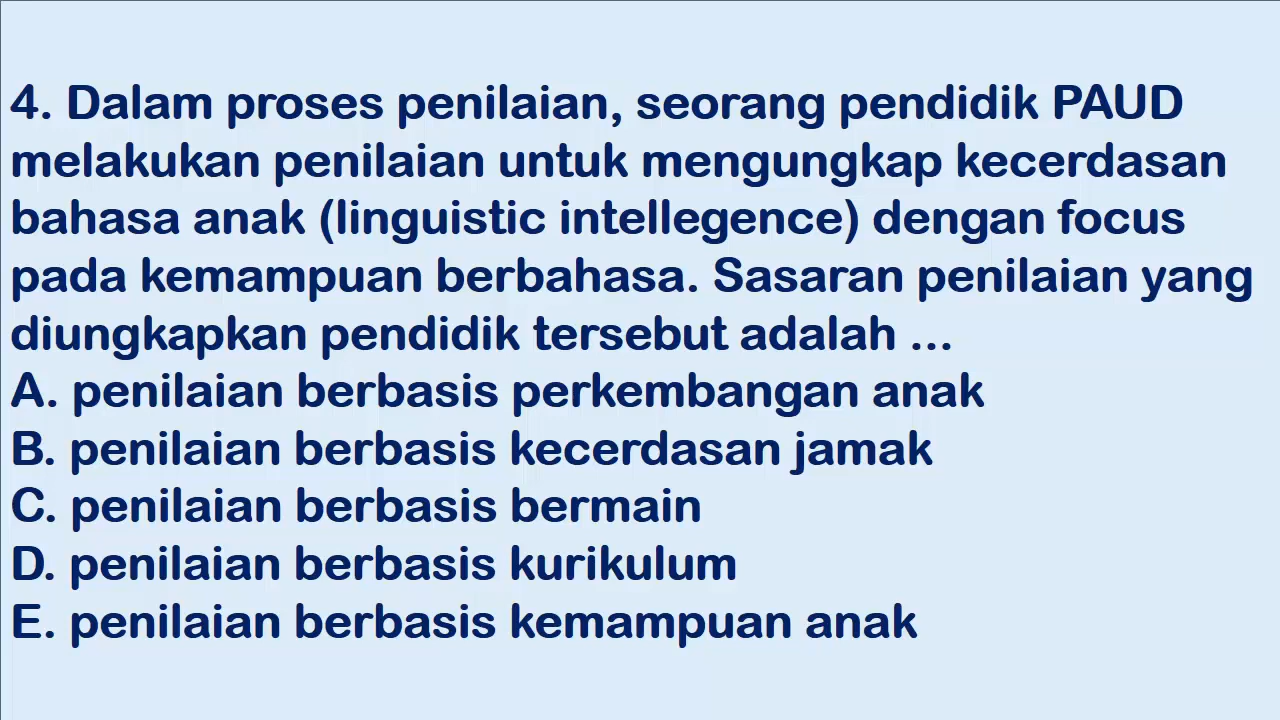 4. Dalam proses penilaian, seorang pendidik PAUD
melakukan penilaian untuk mengungkap kecerdasan
bahasa anak (linguistic intellegence) dengan focus
pada kemampuan berbahasa. Sasaran penilaian yang
diungkapkan pendidik tersebut adalah ...
A. penilaian berbasis perkembangan anak
B. penilaian berbasis kecerdasan jamak
C. penilaian berbasis bermain
D. penilaian berbasis kurikulum
E. penilaian berbasis kemampuan anak